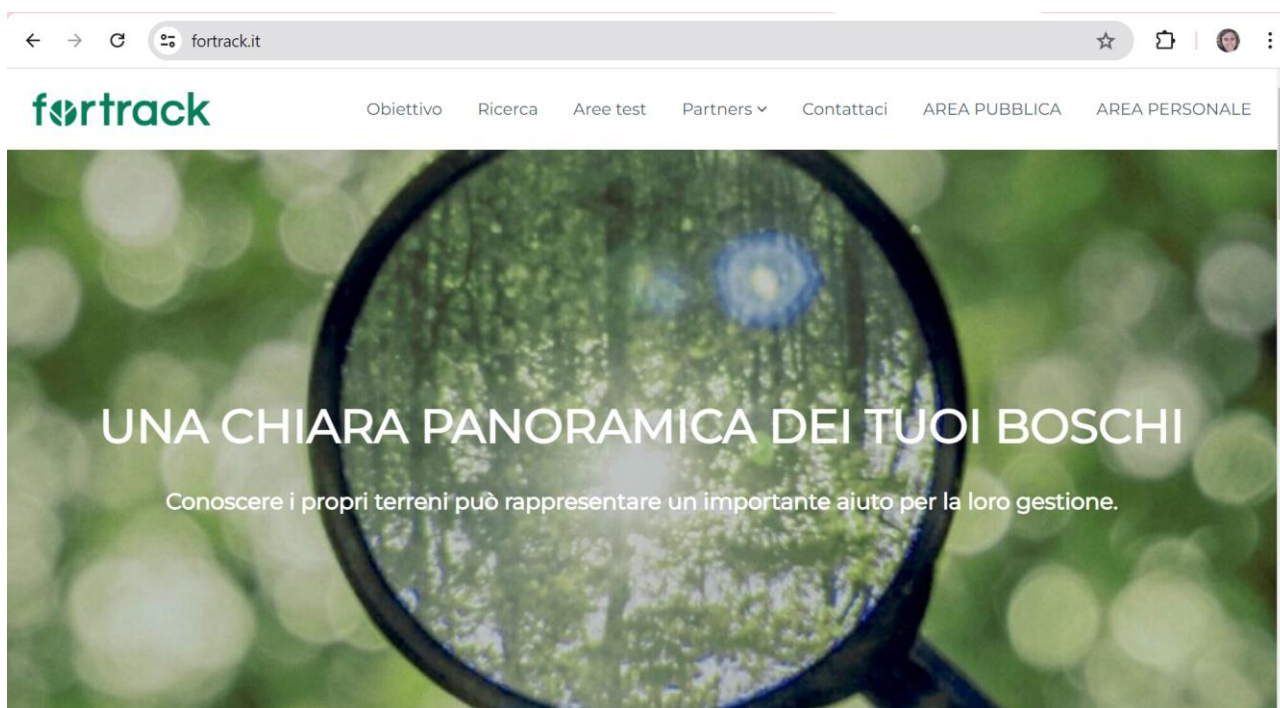 fortrack.it
fortrack
Obiettivo Ricerca Aree test Partners Contattaci AREA PUBBLICA AREA PERSONALE
UNA CHIARA PANORAMICA DEI TUOI BOSCHI
Conoscere i propri terreni può rappresentare un importante aiuto per la loro gestione.